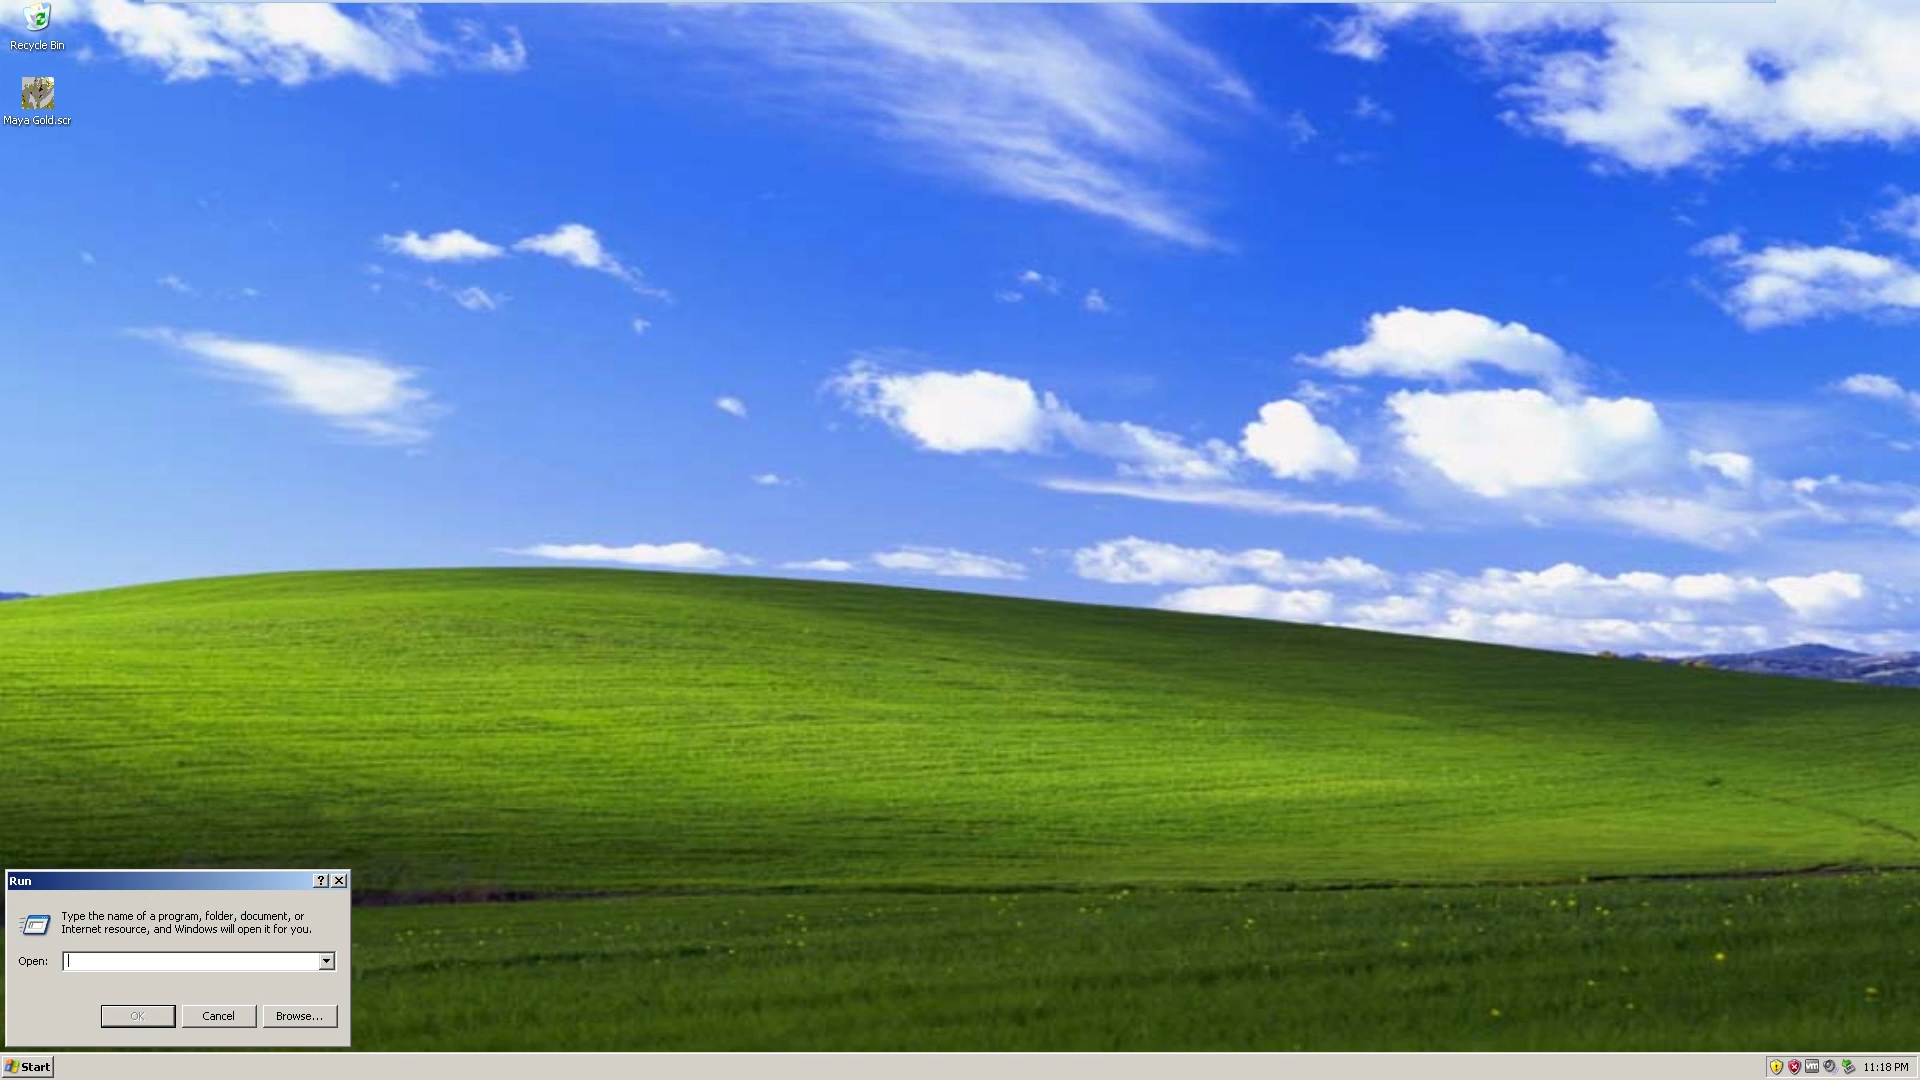 Recycle Bin
Maya Gold.scr
Run
Type the name of a program, folder, document, or
Internet resource, and Windows will open it for you.
Open:
OK
Cancel
Browse...
Start
vm
11:18 PM